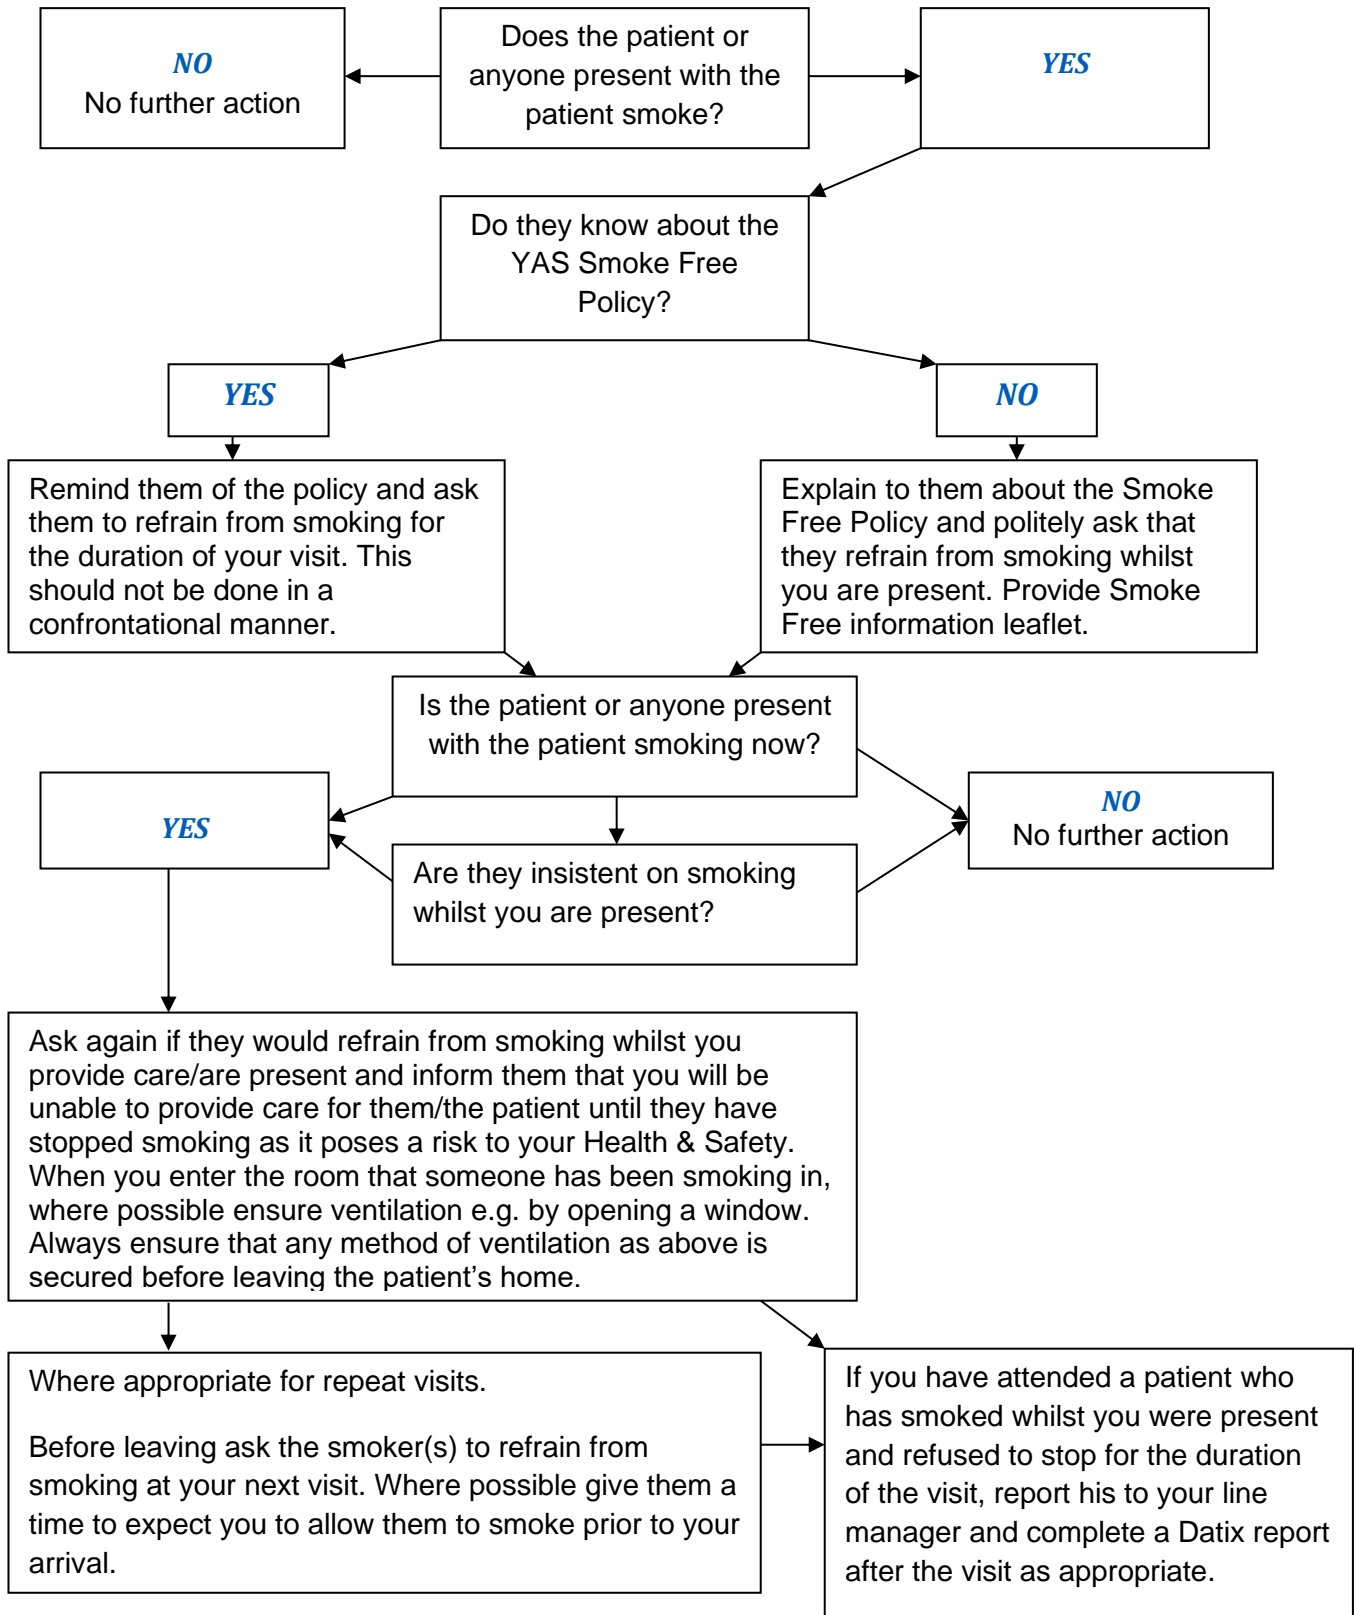 NO
No further action
Does the patient or
anyone present with the
patient smoke?
YES
Do they know about the
YAS Smoke Free
Policy?
YES
NO
Remind them of the policy and ask
them to refrain from smoking for
the duration of your visit. This
should not be done in a
confrontational manner.
Explain to them about the Smoke
Free Policy and politely ask that
they refrain from smoking whilst
you are present. Provide Smoke
Free information leaflet.
Is the patient or anyone present
with the patient smoking now?
YES
NO
No further action
Are they insistent on smoking
whilst you are present?
Ask again if they would refrain from smoking whilst you
provide care/are present and inform them that you will be
unable to provide care for them/the patient until they have
stopped smoking as it poses a risk to your Health & Safety.
When you enter the room that someone has been smoking in,
where possible ensure ventilation e.g. by opening a window.
Always ensure that any method of ventilation as above is
secured before leaving the patient’s home.
Where appropriate for repeat visits.
Before leaving ask the smoker(s) to refrain from
smoking at your next visit. Where possible give them a
time to expect you to allow them to smoke prior to your
arrival.
If you have attended a patient who
has smoked whilst you were present
and refused to stop for the duration
of the visit, report his to your line
manager and complete a Datix report
after the visit as appropriate.